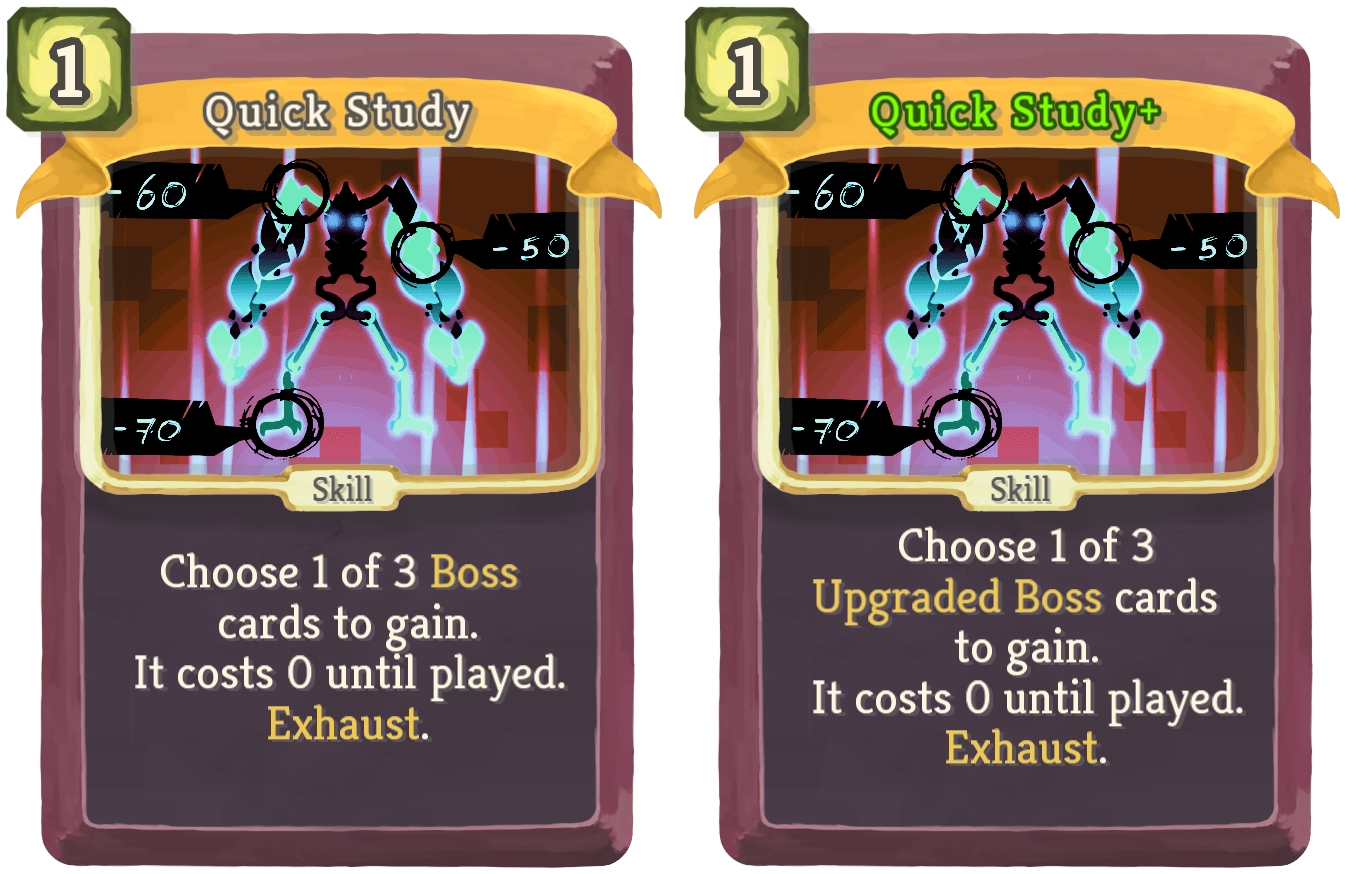 1
Quick Study
-60
-50
-70
Skill
Choose 1 of 3 Boss
cards to gain.
It costs 0 until played.
Exhaust.
1
Quick Study+
-60
-50
-70
Skill
Choose 1 of 3
Upgraded Boss cards
to gain.
It costs 0 until played.
Exhaust.